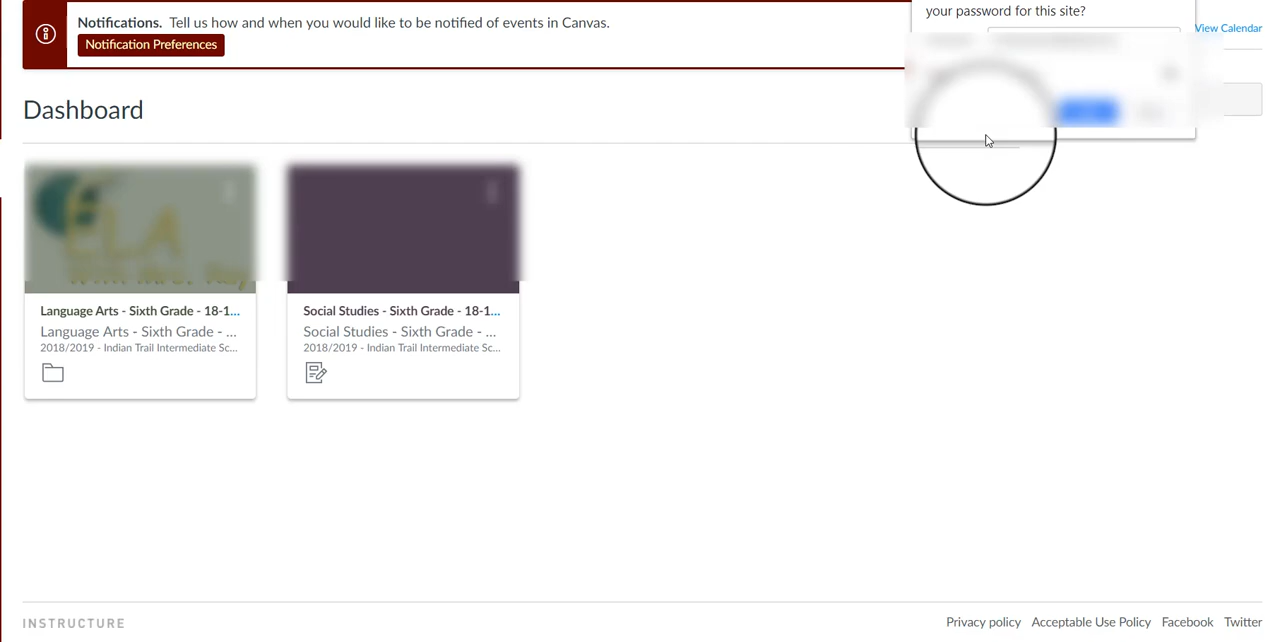 Notifications. Tell us how and when you would like to be notified of events in Canvas.
Notification Preferences
your password for this site?
View Calendar
Dashboard
ELA
Language Arts - Sixth Grade - 18-1...
Language Arts - Sixth Grade - ...
2018/2019 - Indian Trail Intermediate Sc...
Social Studies - Sixth Grade - 18-1...
Social Studies - Sixth Grade - ...
2018/2019 - Indian Trail Intermediate Sc...
INSTRUCTURE
Privacy policy Acceptable Use Policy Facebook Twitter